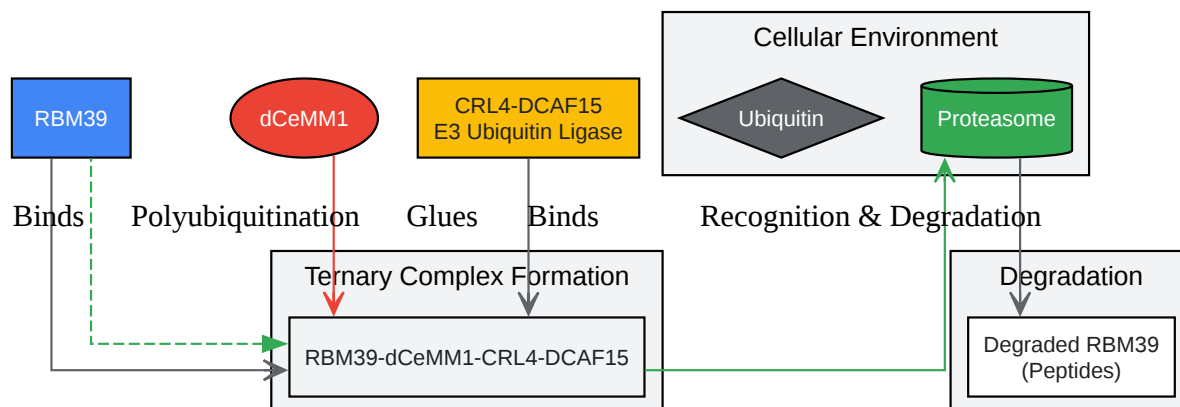 Cellular Environment
RBM39
dCeMM1
CRL4-DCAF15
E3 Ubiquitin Ligase
Ubiquitin
Proteasome
Binds
Polyubiquitination
Glues
Binds
Recognition & Degradation
Ternary Complex Formation
Degradation
RBM39-dCeMM1-CRL4-DCAF15
Degraded RBM39
(Peptides)